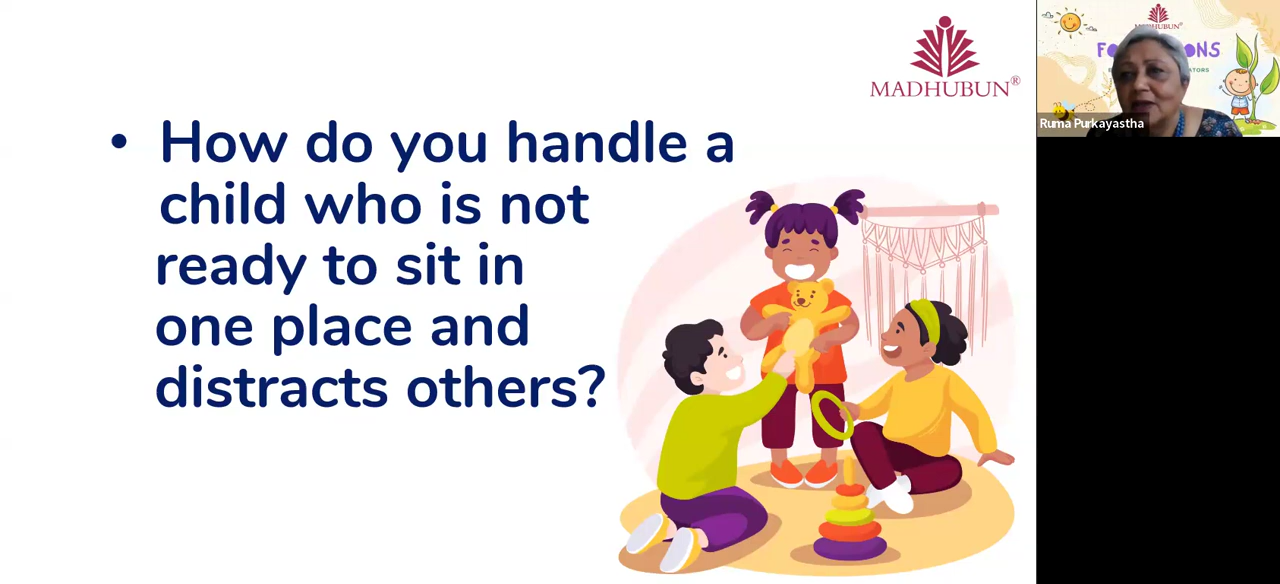 MADHUBUN®
• How do you handle a
child who is not
ready to sit in
one place and
distracts others?
Ruma Purkayastha